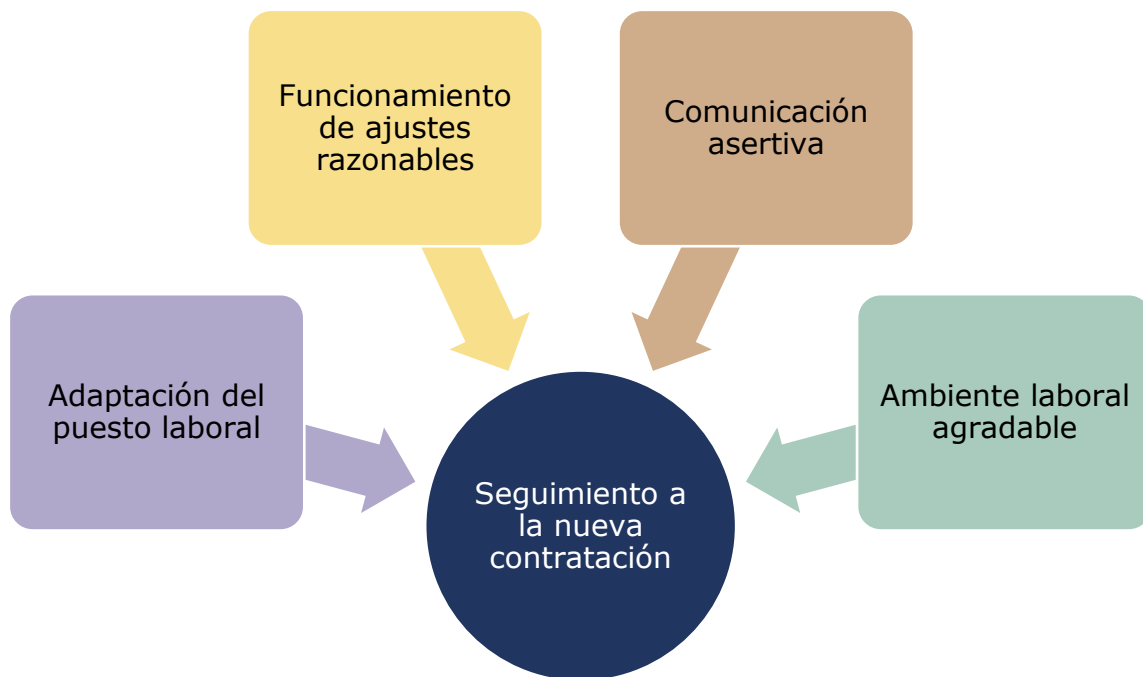 Funcionamiento
de ajustes
razonables
Comunicación
asertiva
Adaptación del
puesto laboral
Ambiente laboral
agradable
Seguimiento a
la nueva
contratación